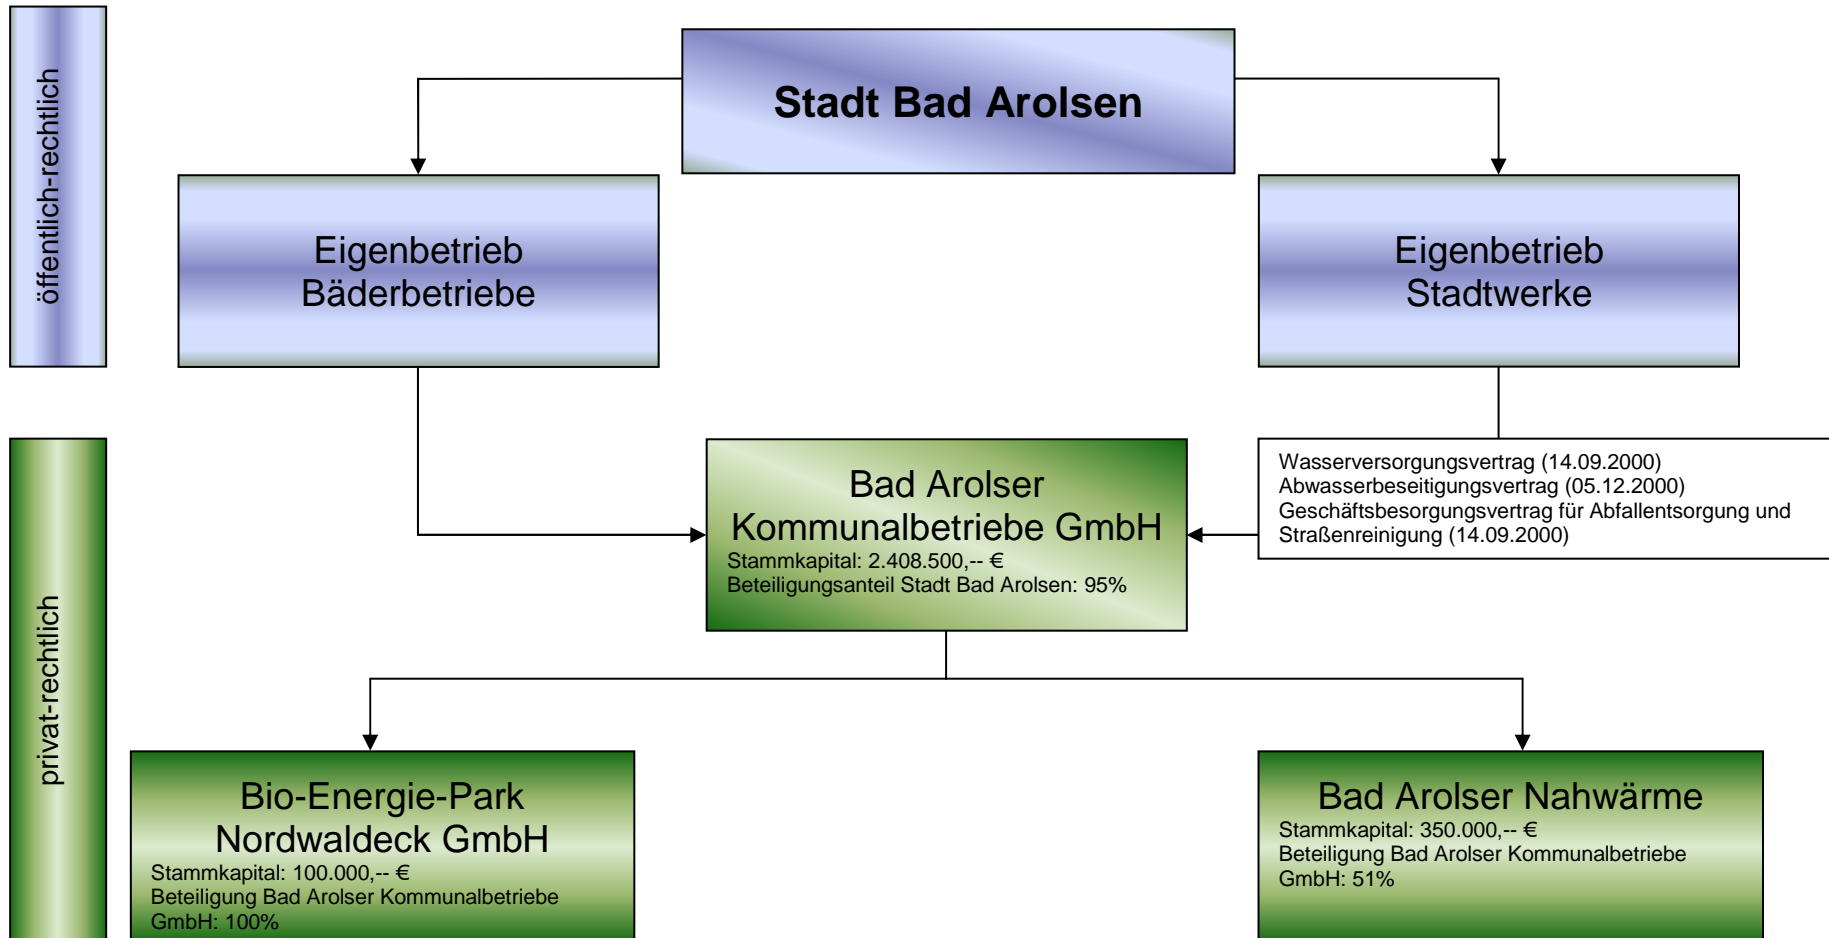 öffentlich-rechtlich
Stadt Bad Arolsen
Eigenbetrieb
Bäderbetriebe
Eigenbetrieb
Stadtwerke
privat-rechtlich
Bad Arolser
Kommunalbetriebe GmbH
Stammkapital: 2.408.500,-- €
Beteiligungsanteil Stadt Bad Arolsen: 95%
Wasserversorgungsvertrag (14.09.2000)
Abwasserbeseitigungsvertrag (05.12.2000)
Geschäftsbesorgungsvertrag für Abfallentsorgung und
Straßenreinigung (14.09.2000)
Bio-Energie-Park
Nordwaldeck GmbH
Stammkapital: 100.000,-- €
Beteiligung Bad Arolser Kommunalbetriebe
GmbH: 100%
Bad Arolser Nahwärme
Stammkapital: 350.000,-- €
Beteiligung Bad Arolser Kommunalbetriebe
GmbH: 51%